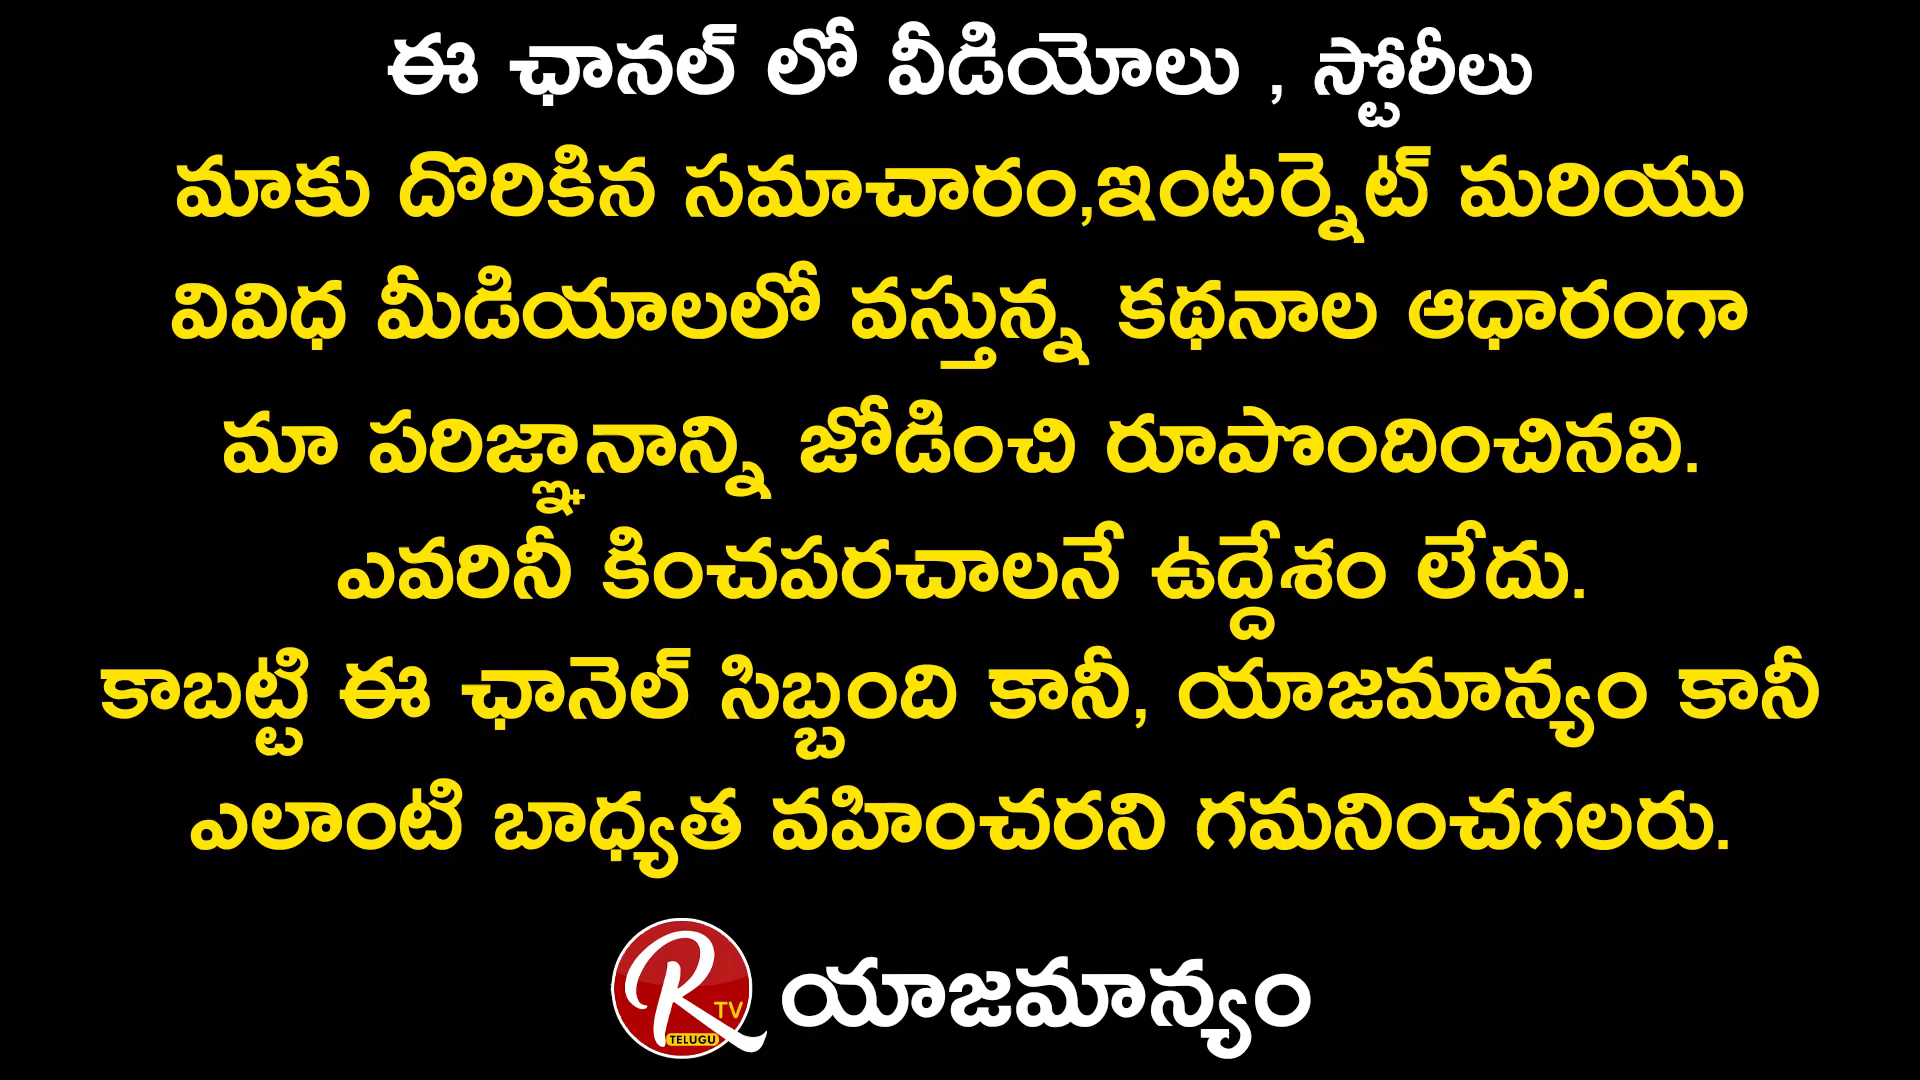 ఈ ఛానల్ లో వీడియోలు , స్టోరీలు
మాకు దొరికిన సమాచారం,ఇంటర్నెట్ మరియు
వివిధ మీడియాలలో వస్తున్న కథనాల ఆధారంగా
మా పరిజ్ఞానాన్ని జోడించి రూపొందించినవి.
ఎవరినీ కించపరచాలనే ఉద్దేశం లేదు.
కాబట్టి ఈ ఛానెల్ సిబ్బంది కానీ, యాజమాన్యం కానీ
ఎలాంటి బాధ్యత వహించరని గమనించగలరు.
R TV TELUGU యాజమాన్యం